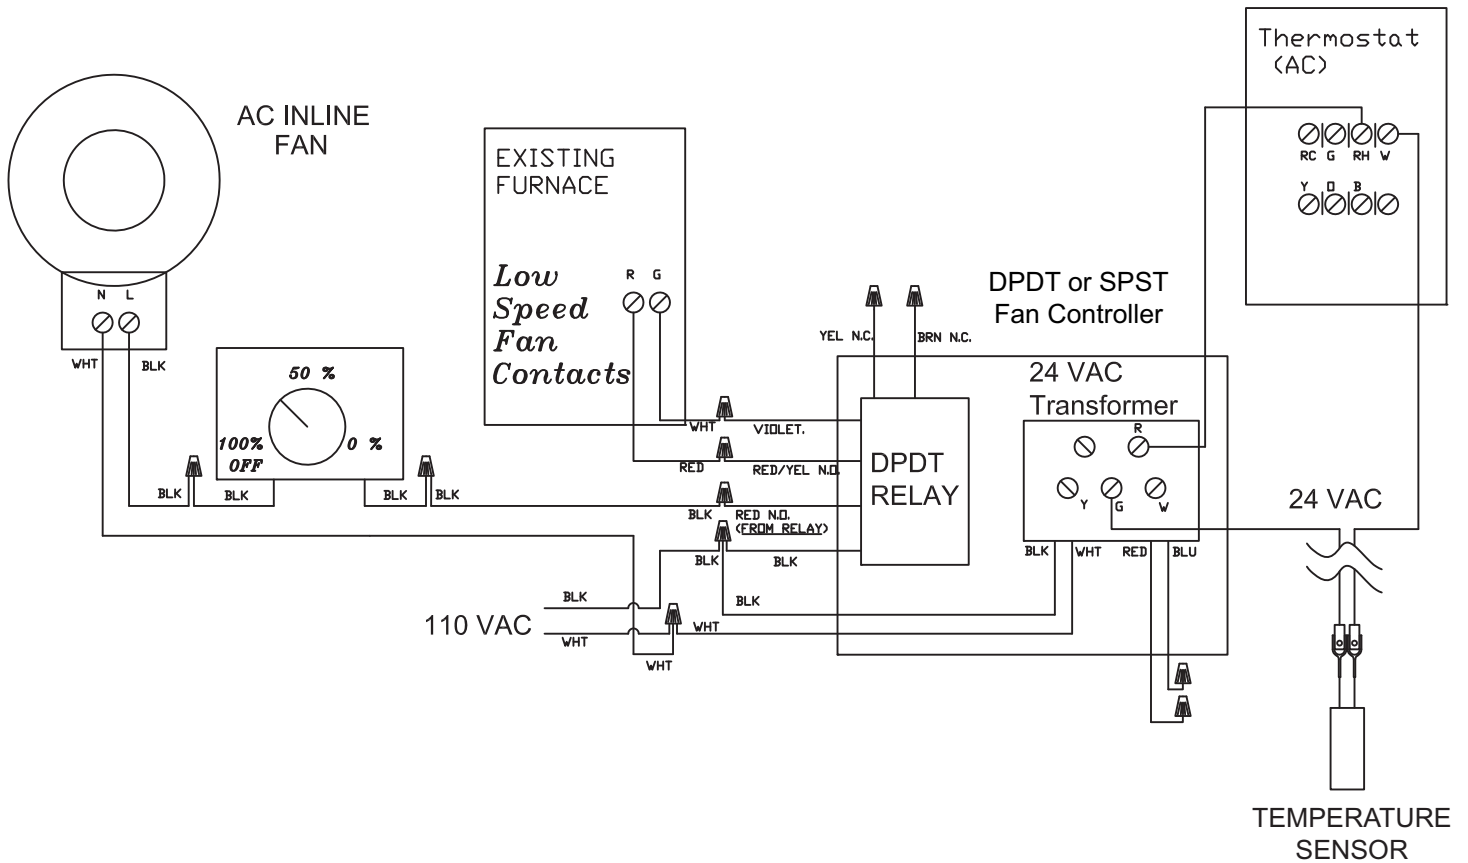 Thermostat
(AC)
RC G RH W
Y O B
AC INLINE
FAN
N L
WHT
BLK
EXISTING
FURNACE
R G
Low
Speed
Fan
Contacts
DPDT or SPST
Fan Controller
YEL N.C.
BRN N.C.
24 VAC
Transformer
R
Y G W
50 %
100%
OFF
0 %
WHT
VIOLET.
RED
RED/YEL N.O.
DPDT
RELAY
BLK
BLK
BLK
BLK
BLK
RED N.O.
(FROM RELAY)
BLK
BLK
BLK
WHT
RED
BLU
24 VAC
BLK
BLK
110 VAC
WHT
WHT
WHT
TEMPERATURE
SENSOR